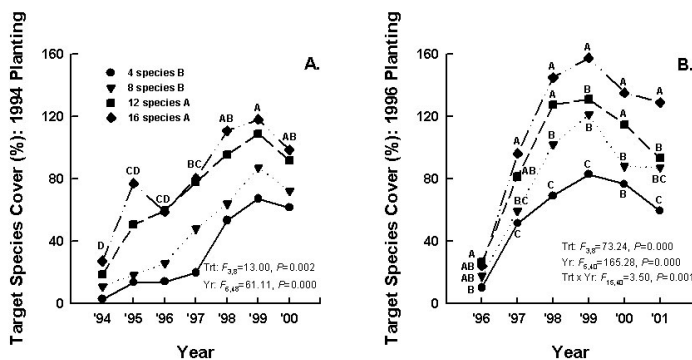 A.
160
120
80
40
0
Target Species Cover (%): 1994 Planting
4 species B
8 species B
12 species A
16 species A
D
CD
CD
BC
AB
A
AB
Trt: F3,8=13.00, P=0.002
Yr: F6,48=61.11, P=0.000
'94 '95 '96 '97 '98 '99 '00
Year
B.
160
120
80
40
0
Target Species Cover (%): 1996 Planting
A
AB
AB
B
A
AB
B
C
A
A
B
C
A
B
B
C
A
A
B
B
A
B
BC
C
Trt: F3,8=73.24, P=0.000
Yr: F5,40=165.28, P=0.000
Trt x Yr: F15,40=3.50, P=0.001
'96 '97 '98 '99 '00 '01
Year